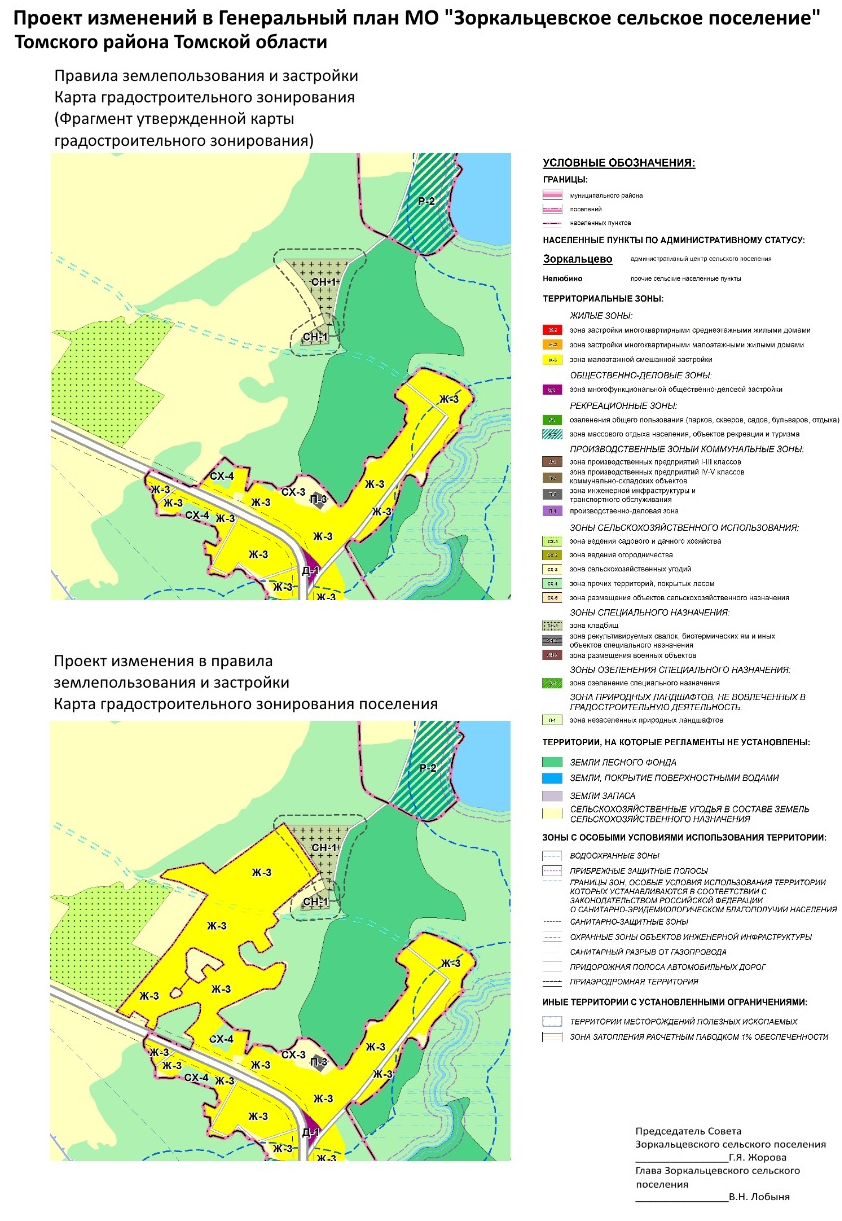 Проект изменений в Генеральный план МО "Зоркальцевское сельское поселение"
Томского района Томской области
Правила землепользования и застройки
Карта градостроительного зонирования
(Фрагмент утвержденной карты
градостроительного зонирования)
Р-2
СН-1
СН-1
Ж-3
Ж-3
СХ-4
СХ-3
П-3
Ж-3
Ж-3
Ж-3
Ж-3
СХ-4
Ж-3
Ж-3
Ж-3
Д-1
Ж-3
Ж-3
Проект изменения в правила
землепользования и застройки
Карта градостроительного зонирования поселения
Р-2
СН-1
Ж-3
СН-1
Ж-3
Ж-3
Ж-3
Ж-3
СХ-4
СХ-3
П-3
Ж-3
Ж-3
Ж-3
Ж-3
СХ-4
Ж-3
Ж-3
Ж-3
Д-1
Ж-3
Ж-3
УСЛОВНЫЕ ОБОЗНАЧЕНИЯ:
ГРАНИЦЫ:
муниципального района
поселений
населенных пунктов
НАСЕЛЕННЫЕ ПУНКТЫ ПО АДМИНИСТРАТИВНОМУ СТАТУСУ:
Зоркальцево административный центр сельского поселения
Нелюбино прочие сельские населенные пункты
ТЕРРИТОРИАЛЬНЫЕ ЗОНЫ:
ЖИЛЫЕ ЗОНЫ:
зона застройки многоквартирными среднеэтажными жилыми домами
зона застройки многоквартирными малоэтажными жилыми домами
зона малоэтажной смешанной застройки
ОБЩЕСТВЕННО-ДЕЛОВЫЕ ЗОНЫ:
зона многофункциональной общественно-деловой застройки
РЕКРЕАЦИОННЫЕ ЗОНЫ:
озеленения общего пользования (парков, скверов, садов, бульваров, отдыха)
зона массового отдыха населения, объектов рекреации и туризма
ПРОИЗВОДСТВЕННЫЕ ЗОНЫИ КОММУНАЛЬНЫЕ ЗОНЫ:
зона производственных предприятий I-III классов
зона производственных предприятий IV-V классов
коммунально-складских объектов
зона инженерной инфраструктуры и
транспортного обслуживания
производственно-деловая зона
ЗОНЫ СЕЛЬСКОХОЗЯЙСТВЕННОГО ИСПОЛЬЗОВАНИЯ:
зона ведения садового и дачного хозяйства
зона ведения огородничества
зона сельскохозяйственных угодий
зона прочих территорий, покрытых лесом
зона размещения объектов сельскохозяйственного назначения
ЗОНЫ СПЕЦИАЛЬНОГО НАЗНАЧЕНИЯ:
зона кладбищ
зона рекультивируемых свалок, биотермических ям и иных
объектов специального назначения
зона размещения военных объектов
ЗОНЫ ОЗЕЛЕНЕНИЯ СПЕЦИАЛЬНОГО НАЗНАЧЕНИЯ:
зона озеленение специального назначения
ЗОНА ПРИРОДНЫХ ЛАНДШАФТОВ, НЕ ВОВЛЕЧЕННЫХ В
ГРАДОСТРОИТЕЛЬНУЮ ДЕЯТЕЛЬНОСТЬ:
зона незаселенных природных ландшафтов
ТЕРРИТОРИИ, НА КОТОРЫЕ РЕГЛАМЕНТЫ НЕ УСТАНОВЛЕНЫ:
ЗЕМЛИ ЛЕСНОГО ФОНДА
ЗЕМЛИ, ПОКРЫТИЕ ПОВЕРХНОСТНЫМИ ВОДАМИ
ЗЕМЛИ ЗАПАСА
СЕЛЬСКОХОЗЯЙСТВЕННЫЕ УГОДЬЯ В СОСТАВЕ ЗЕМЕЛЬ
СЕЛЬСКОХОЗЯЙСТВЕННОГО НАЗНАЧЕНИЯ
ЗОНЫ С ОСОБЫМИ УСЛОВИЯМИ ИСПОЛЬЗОВАНИЯ ТЕРРИТОРИИ:
ВОДООХРАННЫЕ ЗОНЫ
ПРИБРЕЖНЫЕ ЗАЩИТНЫЕ ПОЛОСЫ
ГРАНИЦЫ ЗОН, ОСОБЫЕ УСЛОВИЯ ИСПОЛЬЗОВАНИЯ ТЕРРИТОРИИ
КОТОРЫХ УСТАНАВЛИВАЮТСЯ В СООТВЕТСТВИИ С
ЗАКОНОДАТЕЛЬСТВОМ РОССИЙСКОЙ ФЕДЕРАЦИИ
О САНИТАРНО-ЭПИДЕМИОЛОГИЧЕСКОМ БЛАГОПОЛУЧИИ НАСЕЛЕНИЯ
САНИТАРНО-ЗАЩИТНЫЕ ЗОНЫ
ОХРАННЫЕ ЗОНЫ ОБЪЕКТОВ ИНЖЕНЕРНОЙ ИНФРАСТРУКТУРЫ
САНИТАРНЫЙ РАЗРЫВ ОТ ГАЗОПРОВОДА
ПРИДОРОЖНАЯ ПОЛОСА АВТОМОБИЛЬНЫХ ДОРОГ
ПРИАЭРОДРОМНАЯ ТЕРРИТОРИЯ
ИНЫЕ ТЕРРИТОРИИ С УСТАНОВЛЕННЫМИ ОГРАНИЧЕНИЯМИ:
ТЕРРИТОРИИ МЕСТОРОЖДЕНИЙ ПОЛЕЗНЫХ ИСКОПАЕМЫХ
ЗОНА ЗАТОПЛЕНИЯ РАСЧЕТНЫМ ПАВОДКОМ 1% ОБЕСПЕЧЕННОСТИ
Председатель Совета
Зоркальцевского сельского поселения
________________Г.Я. Жорова
Глава Зоркальцевского сельского
поселения
________________В.Н. Лобыня